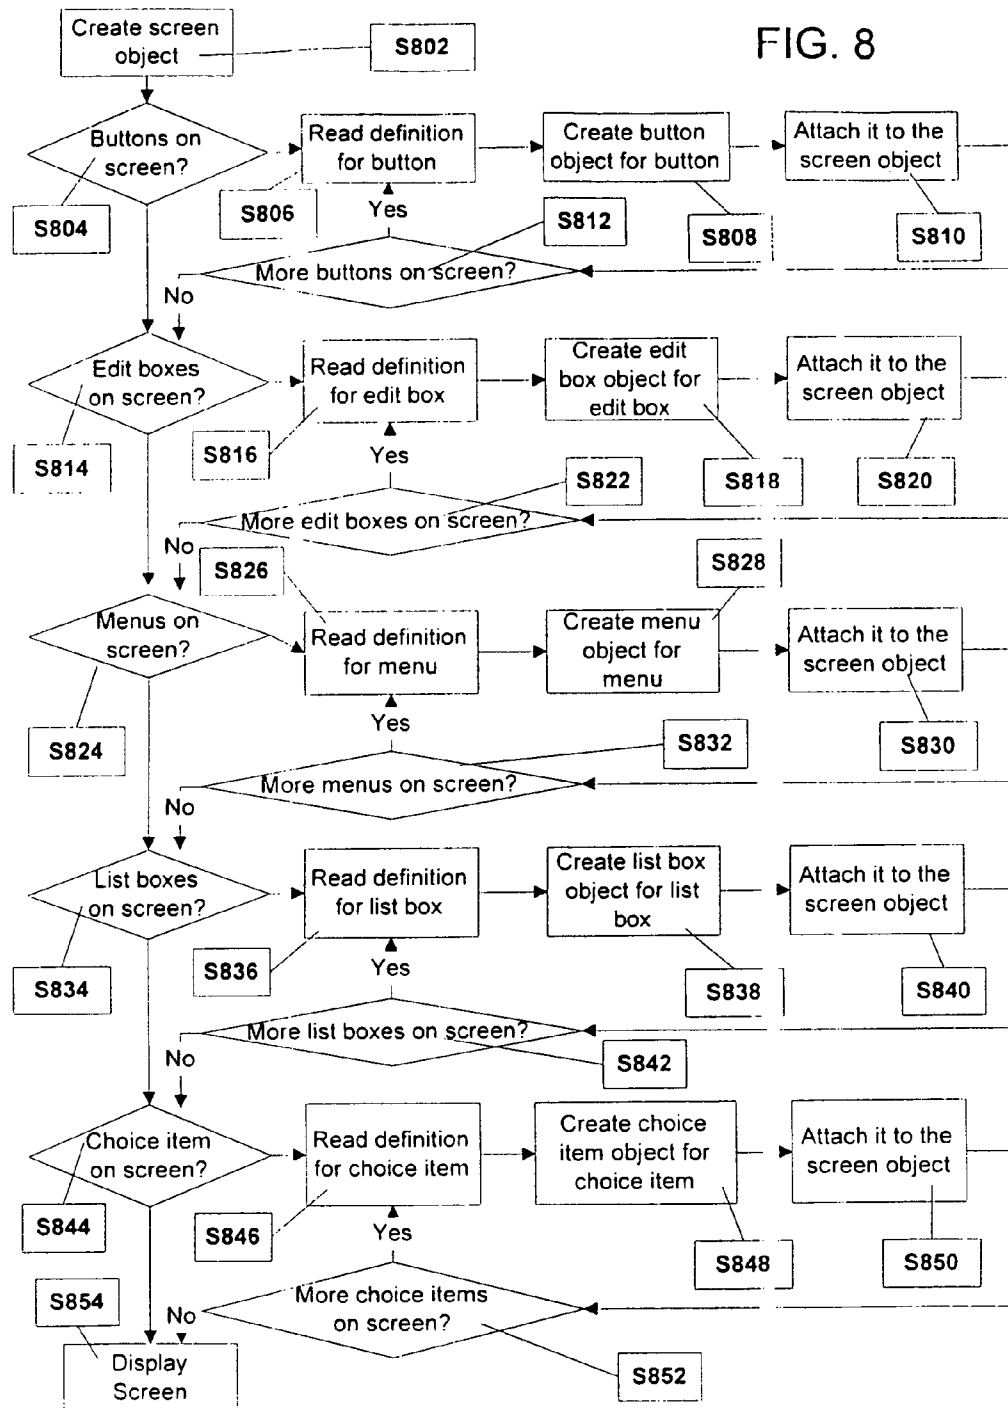 FIG. 8
Create screen
object
S802
Buttons on
screen?
S804
Read definition
for button
S806
Create button
object for button
S808
Attach it to the
screen object
S810
Yes
S812
More buttons on screen?
No
Edit boxes
on screen?
S814
Read definition
for edit box
S816
Create edit
box object for
edit box
S818
Attach it to the
screen object
S820
Yes
S822
More edit boxes on screen?
No
S826
S828
Menus on
screen?
S824
Read definition
for menu
Create menu
object for
menu
Attach it to the
screen object
S830
Yes
S832
More menus on screen?
No
List boxes
on screen?
S834
Read definition
for list box
S836
Create list box
object for list
box
S838
Attach it to the
screen object
S840
Yes
More list boxes on screen?
S842
No
Choice item
on screen?
S844
Read definition
for choice item
S846
Create choice
item object for
choice item
S848
Attach it to the
screen object
S850
Yes
S854
More choice items
on screen?
S852
No
Display
Screen